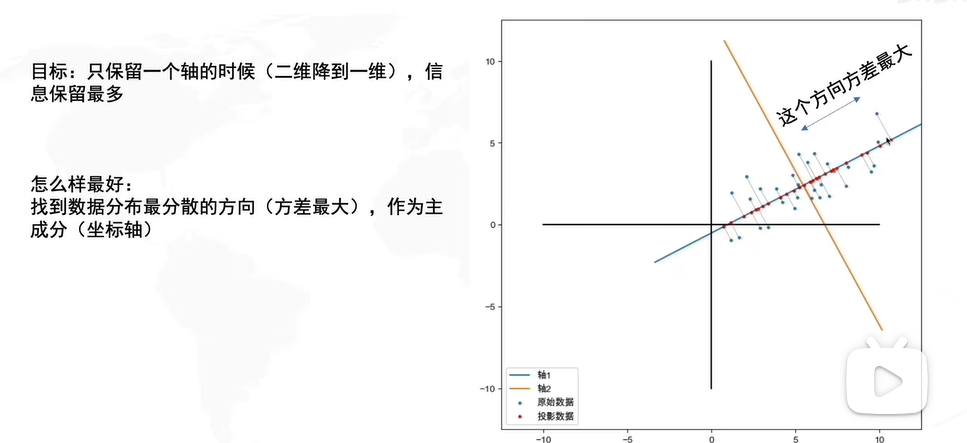 目标：只保留一个轴的时候（二维降到一维），信
息保留最多
怎么样最好：
找到数据分布最分散的方向（方差最大），作为主
成分（坐标轴）
这个方向方差最大
10
5
0
−5
−10
−10
−5
0
5
10
轴1
轴2
原始数据
投影数据